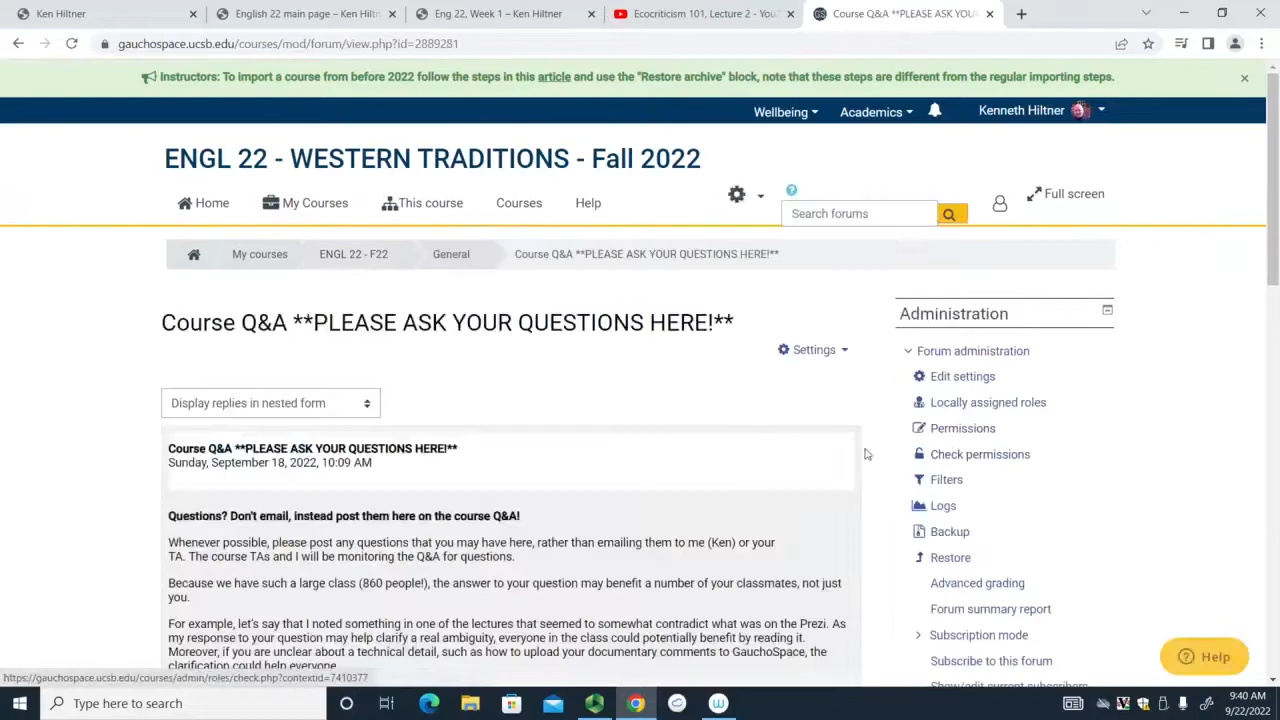 Ken Hiltner
English 22 main page – Ken Hiltn
Eng 22, Week 1 – Ken Hiltner
Ecocriticism 101, Lecture 2 - You
Course Q&A **PLEASE ASK YOUR
gauchospace.ucsb.edu/courses/mod/forum/view.php?id=2889281
Instructors: To import a course from before 2022 follow the steps in this article and use the "Restore archive" block, note that these steps are different from the regular importing steps.
Wellbeing
Academics
Kenneth Hiltner
ENGL 22 - WESTERN TRADITIONS - Fall 2022
Home
My Courses
This course
Courses
Help
Search forums
Full screen
My courses
ENGL 22 - F22
General
Course Q&A **PLEASE ASK YOUR QUESTIONS HERE!**
Course Q&A **PLEASE ASK YOUR QUESTIONS HERE!**
Settings
Display replies in nested form
Course Q&A **PLEASE ASK YOUR QUESTIONS HERE!**
Sunday, September 18, 2022, 10:09 AM
Questions? Don't email, instead post them here on the course Q&A!
Whenever possible, please post any questions that you may have here, rather than emailing them to me (Ken) or your
TA. The course TAs and I will be monitoring the Q&A for questions.
Because we have such a large class (860 people!), the answer to your question may benefit a number of your classmates, not just
you.
For example, let's say that I noted something in one of the lectures that seemed to somewhat contradict what was on the Prezi. As
my response to your question may help clarify a real ambiguity, everyone in the class could potentially benefit by reading it.
Moreover, if you are unclear about a technical detail, such as how to upload your documentary comments to GauchoSpace, the
clarification could help everyone.
Administration
Forum administration
Edit settings
Locally assigned roles
Permissions
Check permissions
Filters
Logs
Backup
Restore
Advanced grading
Forum summary report
Subscription mode
Subscribe to this forum
Show/edit current subscribers
Help
https://gauchospace.ucsb.edu/courses/admin/roles/check.php?contextid=7410377
Type here to search
9:40 AM
9/22/2022